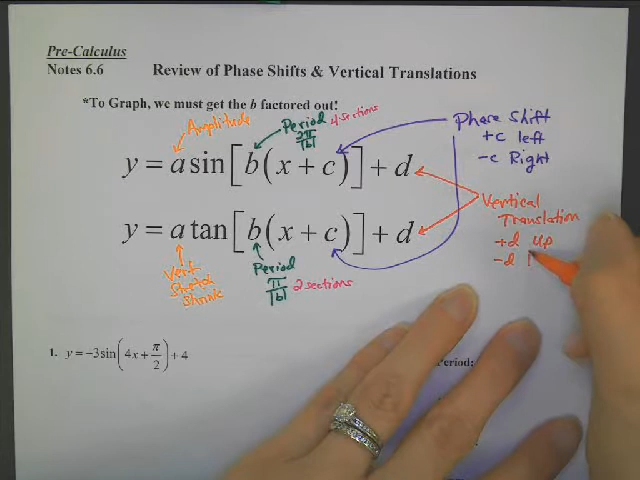 Pre-Calculus
Notes 6.6 Review of Phase Shifts & Vertical Translations
*To Graph, we must get the b factored out!
Amplitude
Period 4 sections
2π/|b|
Phase Shift
+c left
-c Right
y = a sin[b(x + c)] + d
Vertical
Translation
+d up
-d
y = a tan[b(x + c)] + d
Vert
Stretch
Shrink
Period
π/|b| 2 sections
1. y = -3sin(4x + π/2) + 4
Period: